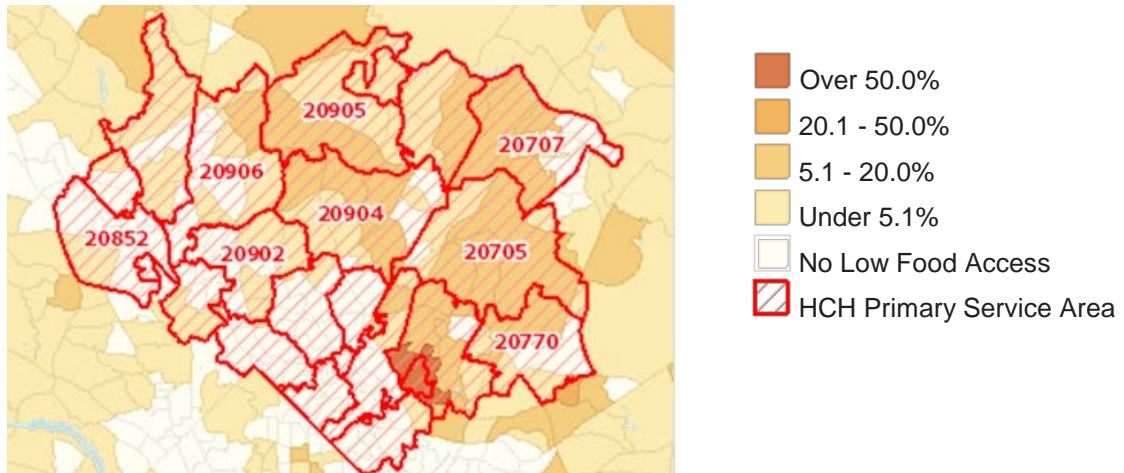 20905
20707
20906
20904
20852
20902
20705
20770
Over 50.0%
20.1 - 50.0%
5.1 - 20.0%
Under 5.1%
No Low Food Access
HCH Primary Service Area